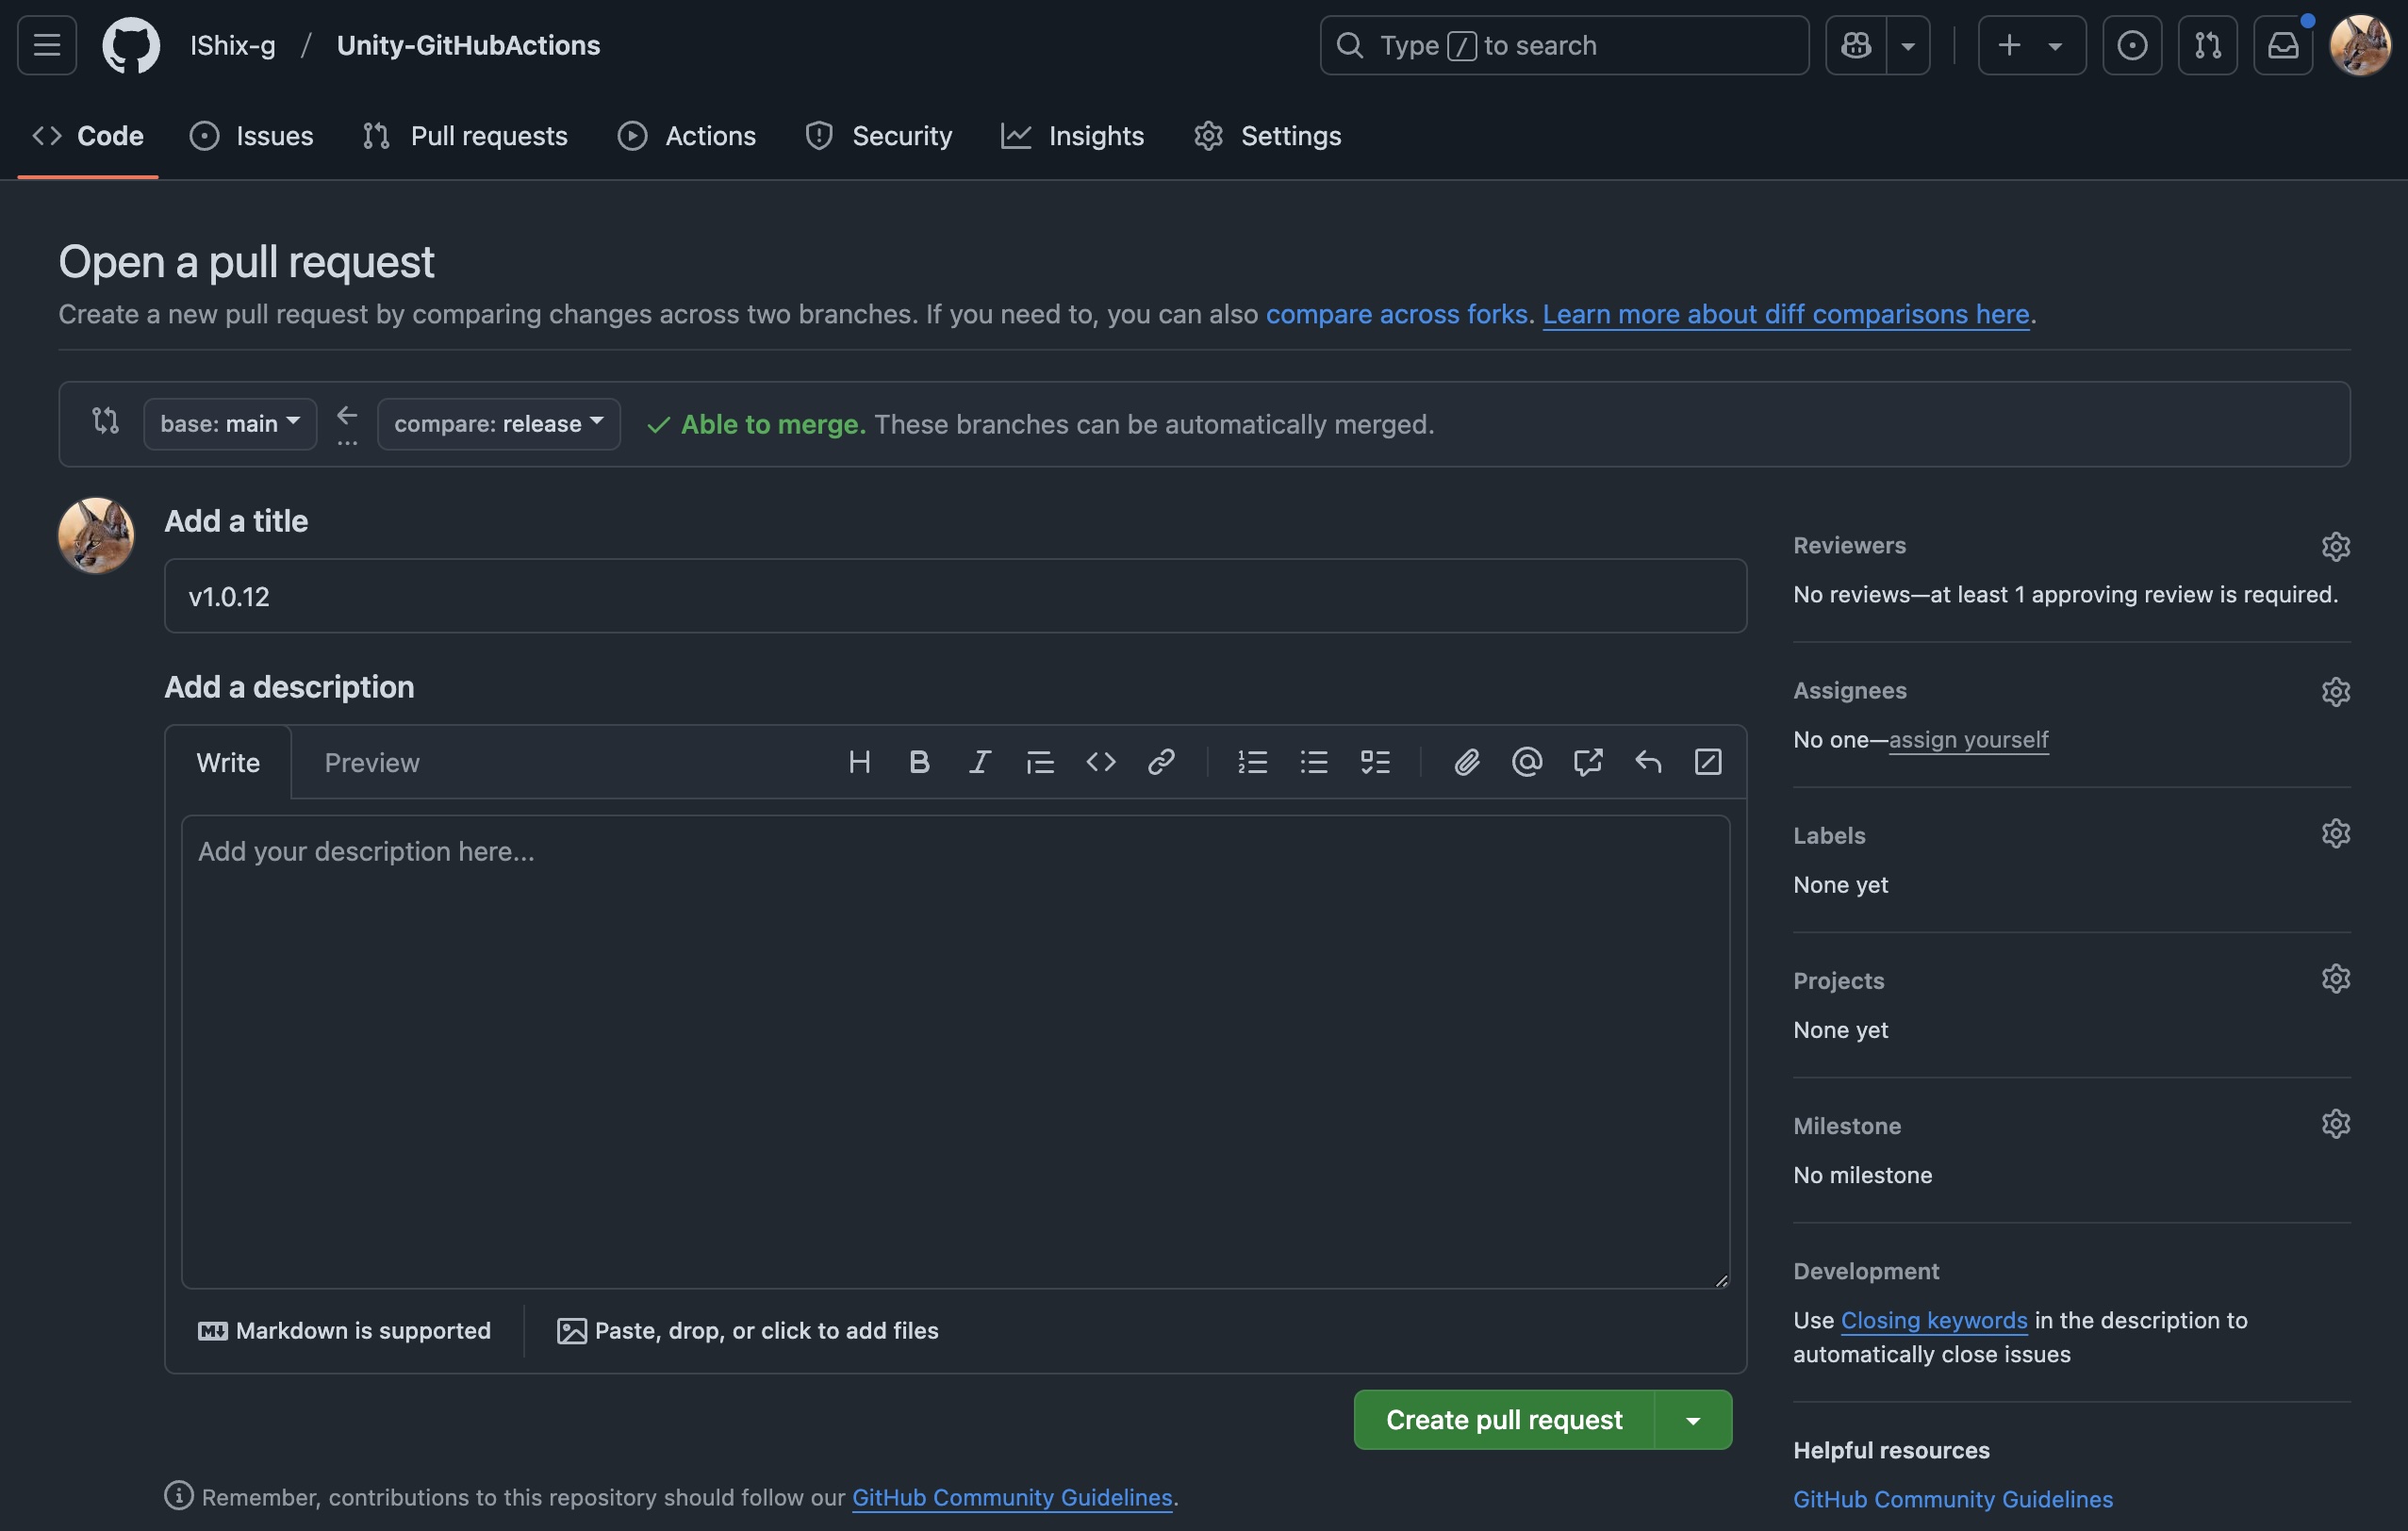 IShix-g / Unity-GitHubActions
Type / to search
Code Issues Pull requests Actions Security Insights Settings
Open a pull request
Create a new pull request by comparing changes across two branches. If you need to, you can also compare across forks. Learn more about diff comparisons here.
base: main compare: release Able to merge. These branches can be automatically merged.
Add a title
v1.0.12
Add a description
Write Preview
Add your description here...
Markdown is supported
Paste, drop, or click to add files
Create pull request
Remember, contributions to this repository should follow our GitHub Community Guidelines.
Reviewers
No reviews—at least 1 approving review is required.
Assignees
No one—assign yourself
Labels
None yet
Projects
None yet
Milestone
No milestone
Development
Use Closing keywords in the description to
automatically close issues
Helpful resources
GitHub Community Guidelines